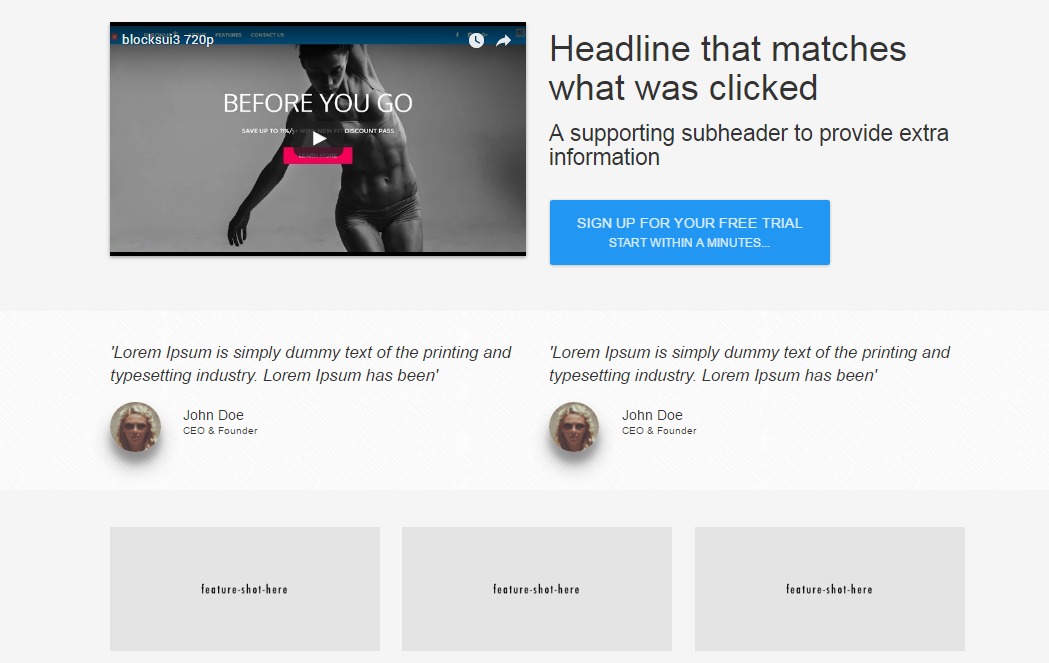 blocksui3 720p
FEATURES CONTACT US
BEFORE YOU GO
SAVE UP TO
DISCOUNT PASS
Headline that matches
what was clicked
A supporting subheader to provide extra
information
SIGN UP FOR YOUR FREE TRIAL
START WITHIN A MINUTES...
'Lorem Ipsum is simply dummy text of the printing and
typesetting industry. Lorem Ipsum has been'
John Doe
CEO & Founder
'Lorem Ipsum is simply dummy text of the printing and
typesetting industry. Lorem Ipsum has been'
John Doe
CEO & Founder
feature-shot-here
feature-shot-here
feature-shot-here